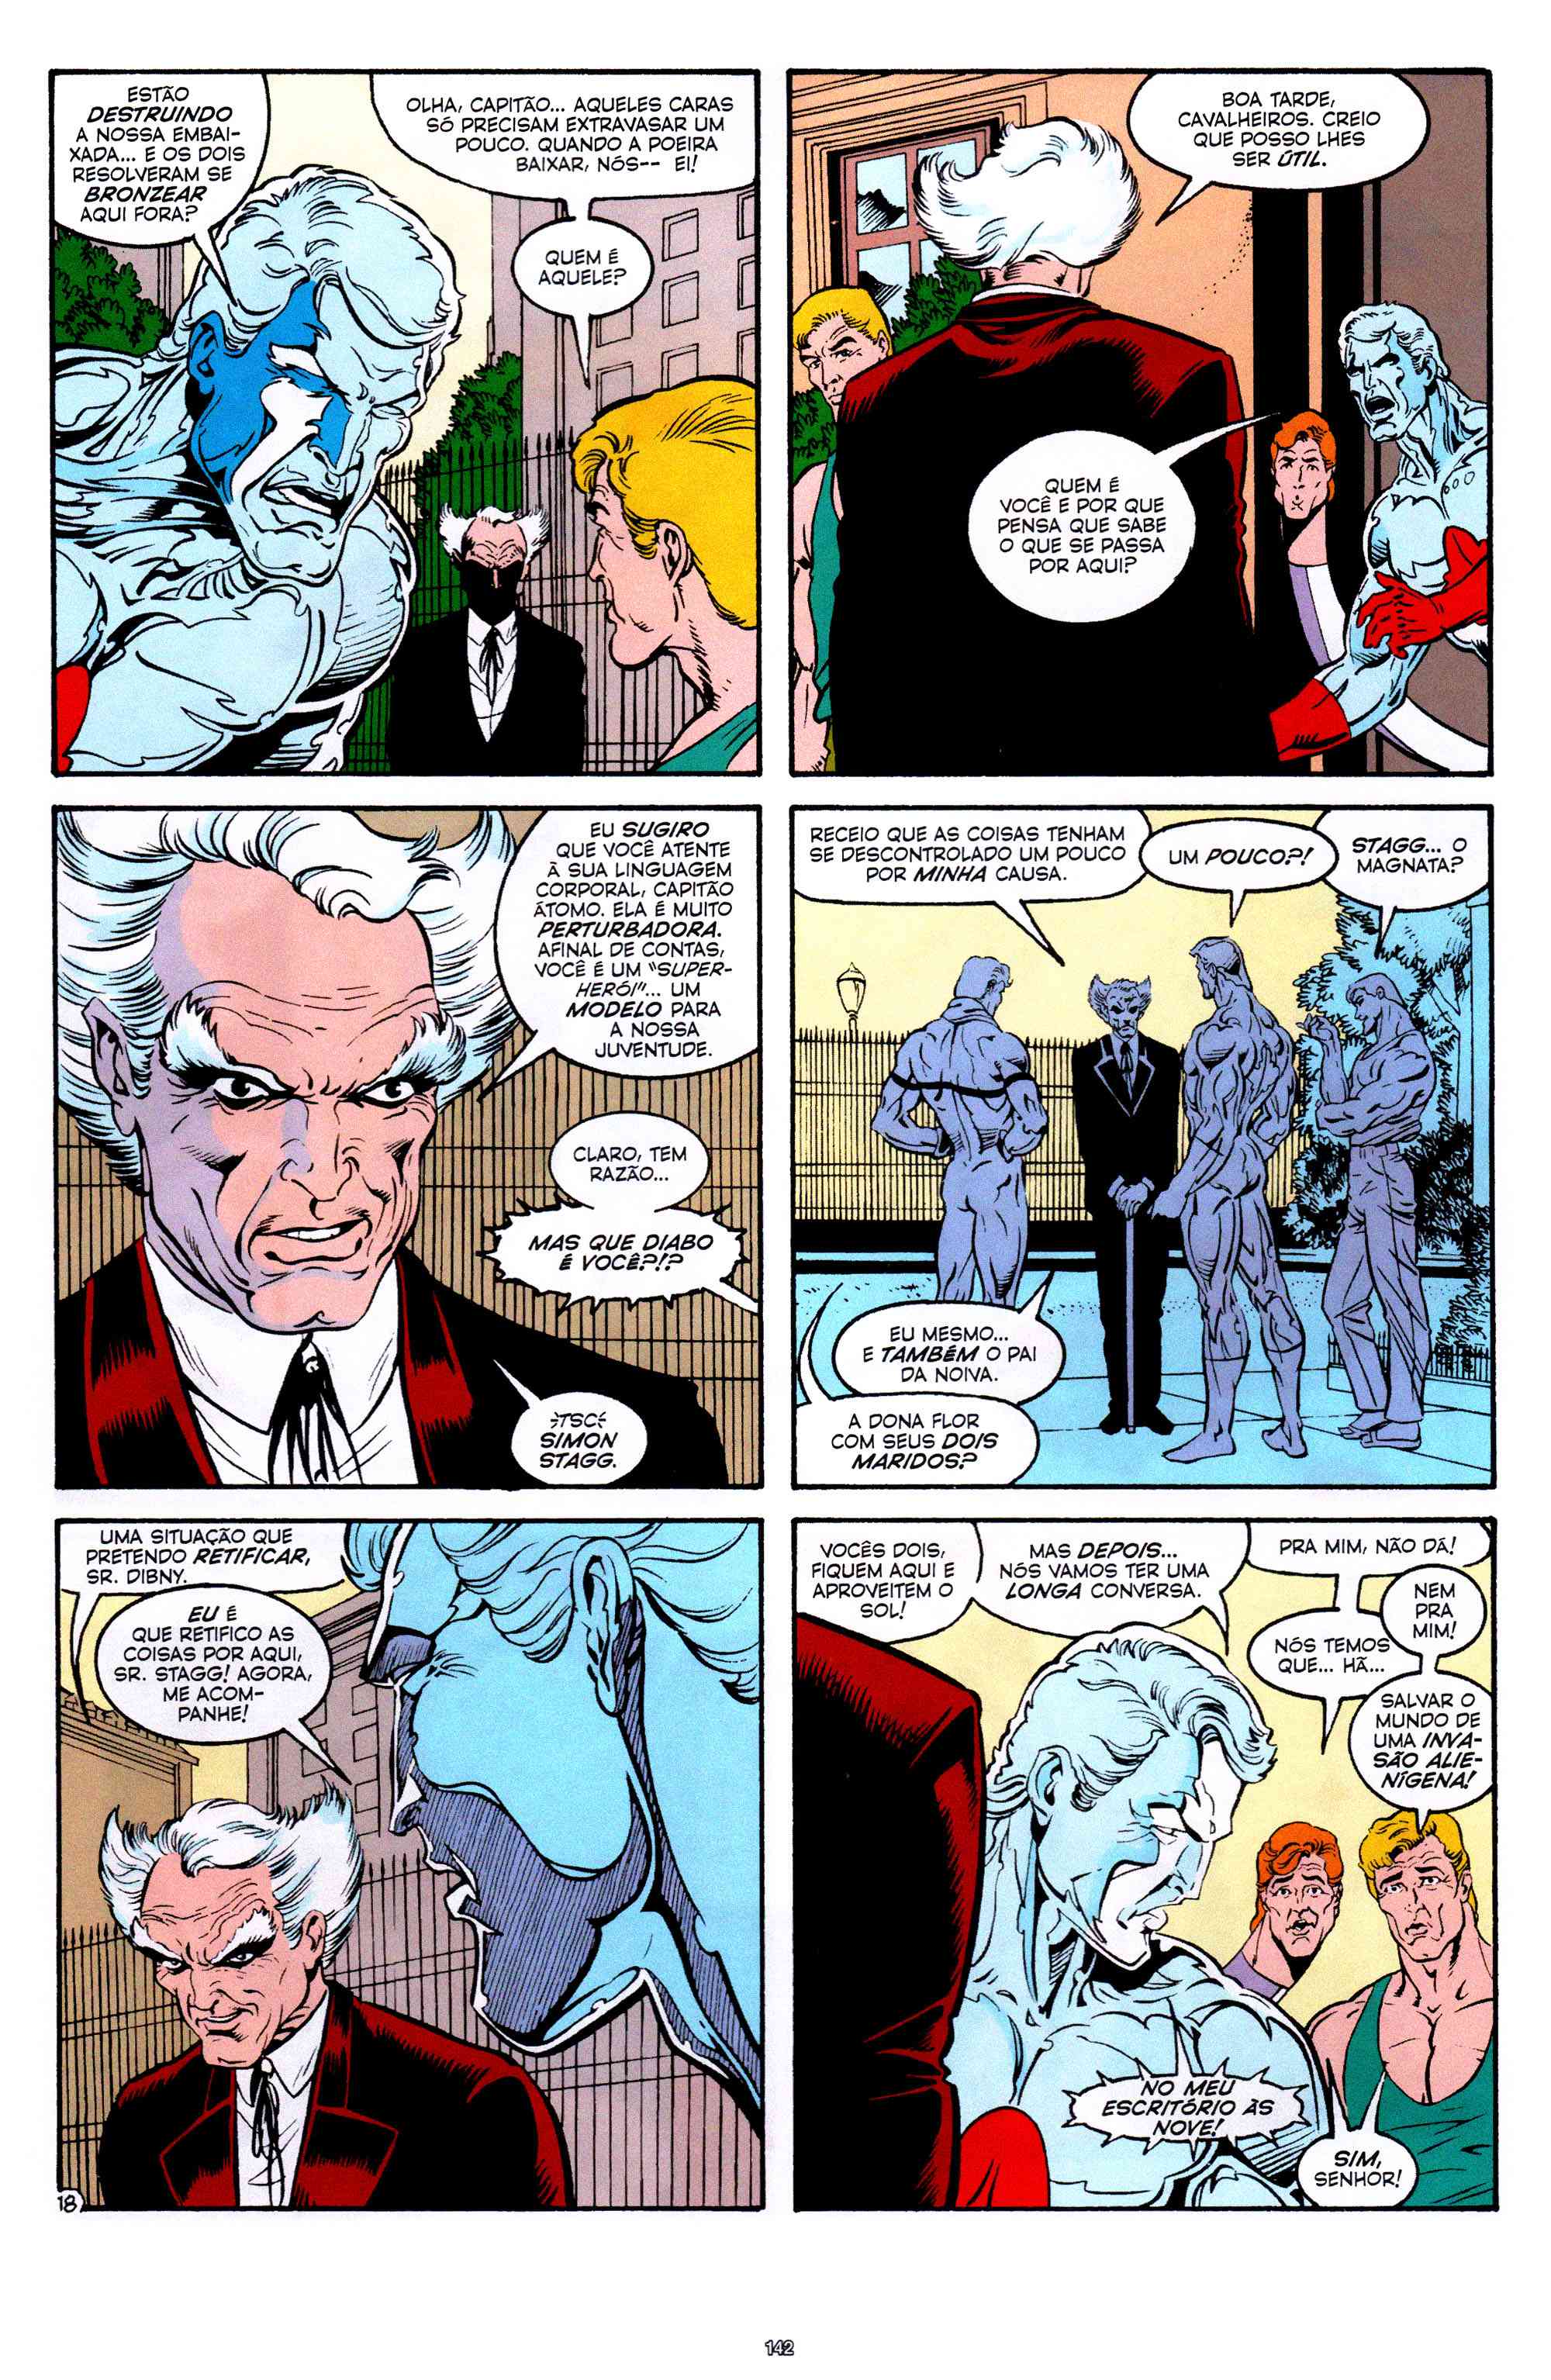 ESTÃO
DESTRUINDO
A NOSSA EMBAI-
XADA... E OS DOIS
RESOLVERAM SE
BRONZEAR
AQUI FORA?
OLHA, CAPITÃO... AQUELES CARAS
SÓ PRECISAM EXTRAVASAR UM
POUCO. QUANDO A POEIRA
BAIXAR, NÓS-- EI!
QUEM É
AQUELE?
BOA TARDE,
CAVALHEIROS. CREIO
QUE POSSO LHES
SER ÚTIL.
QUEM É
VOCÊ E POR QUE
PENSA QUE SABE
O QUE SE PASSA
POR AQUI?
EU SUGIRO
QUE VOCÊ ATENTE
À SUA LINGUAGEM
CORPORAL, CAPITÃO
ÁTOMO. ELA É MUITO
PERTURBADORA.
AFINAL DE CONTAS,
VOCÊ É UM "SUPER-
HERÓI"... UM
MODELO PARA
A NOSSA
JUVENTUDE.
CLARO, TEM
RAZÃO...
MAS QUE DIABO
É VOCÊ?!?
TSC
SIMON
STAGG.
RECEIO QUE AS COISAS TENHAM
SE DESCONTROLADO UM POUCO
POR MINHA CAUSA.
UM POUCO?!
STAGG... O
MAGNATA?
EU MESMO...
E TAMBÉM O PAI
DA NOIVA.
A DONA FLOR
COM SEUS DOIS
MARIDOS?
UMA SITUAÇÃO QUE
PRETENDO RETIFICAR,
SR. DIBNY.
EU É
QUE RETIFICO AS
COISAS POR AQUI,
SR. STAGG! AGORA,
ME ACOM-
PANHE!
18
VOCÊS DOIS,
FIQUEM AQUI E
APROVEITEM O
SOL!
MAS DEPOIS...
NÓS VAMOS TER UMA
LONGA CONVERSA.
PRA MIM, NÃO DÁ!
NÓS TEMOS
QUE... HÃ...
NEM
PRA
MIM!
SALVAR O
MUNDO DE
UMA INVA-
SÃO ALIE-
NÍGENA!
NO MEU
ESCRITÓRIO ÀS
NOVE!
SIM,
SENHOR!
142